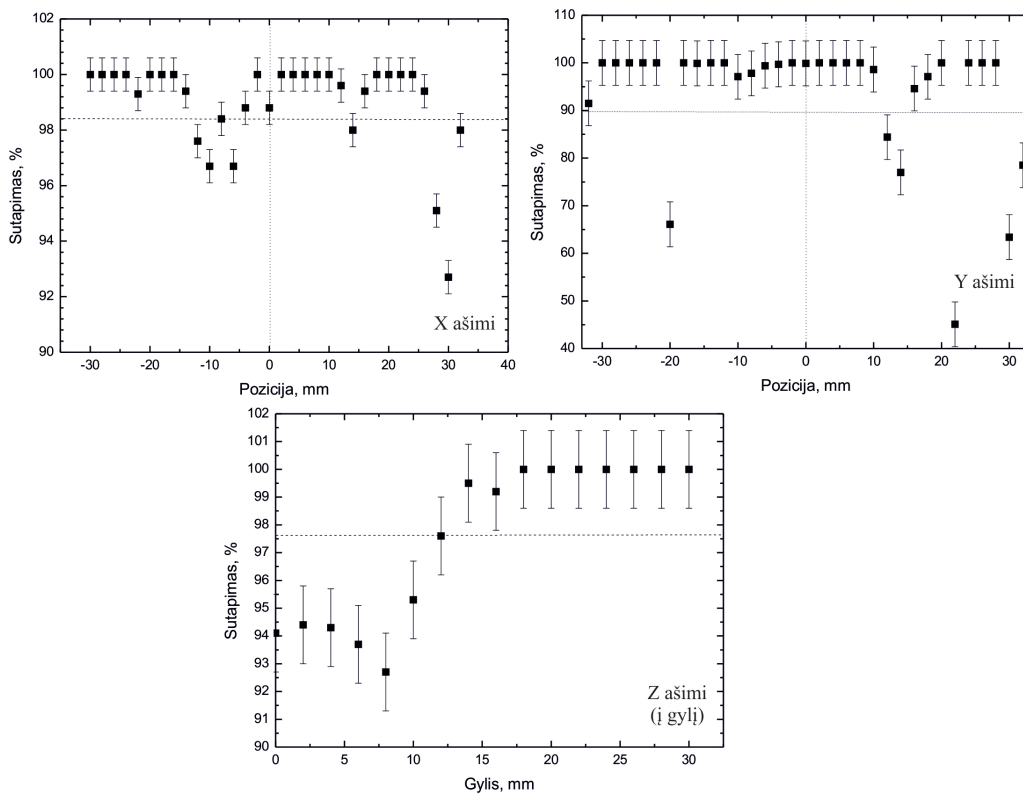 102
100
98
96
94
92
90
Sutapimas, %
-30 -20 -10 0 10 20 30 40
Pozicija, mm
X ašimi
110
100
90
80
70
60
50
40
Sutapimas, %
-30 -20 -10 0 10 20 30
Pozicija, mm
Y ašimi
102
101
100
99
98
97
96
95
94
93
92
91
90
Sutapimas, %
0 5 10 15 20 25 30
Gylis, mm
Z ašimi
(į gylį)